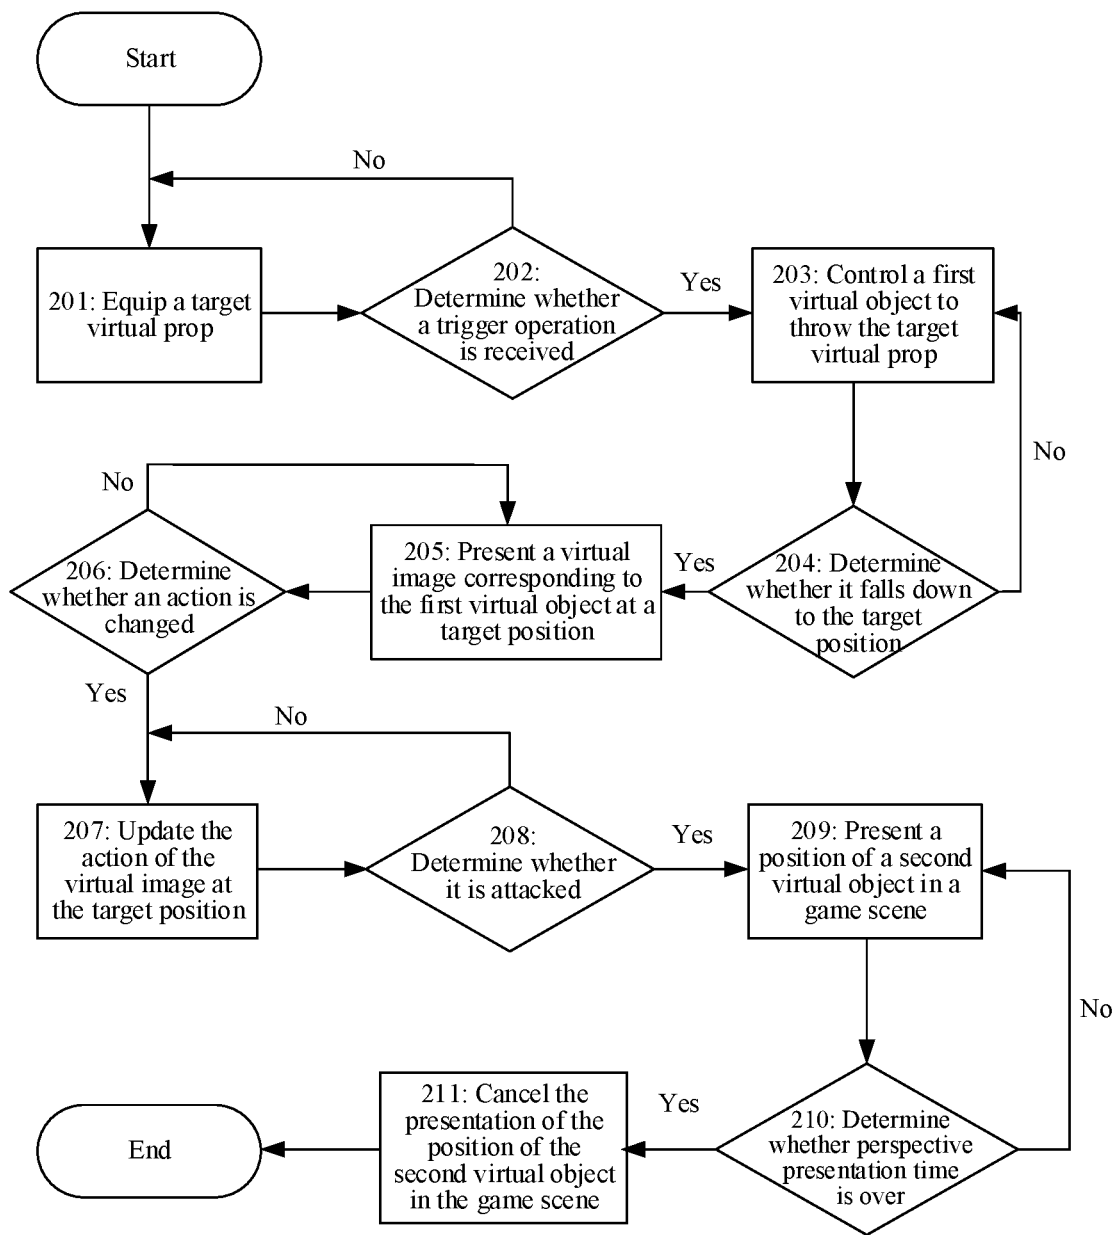 Start
No
201: Equip a target
virtual prop
202:
Determine whether
a trigger operation
is received
Yes
203: Control a first
virtual object to
throw the target
virtual prop
No
204: Determine
whether it falls down
to the target
position
Yes
205: Present a virtual
image corresponding to
the first virtual object at a
target position
No
206: Determine
whether an action is
changed
Yes
No
207: Update the
action of the
virtual image at
the target position
208:
Determine whether
it is attacked
Yes
209: Present a
position of a second
virtual object in a
game scene
No
210: Determine
whether perspective
presentation time
is over
Yes
211: Cancel the
presentation of the
position of the
second virtual object
in the game scene
End